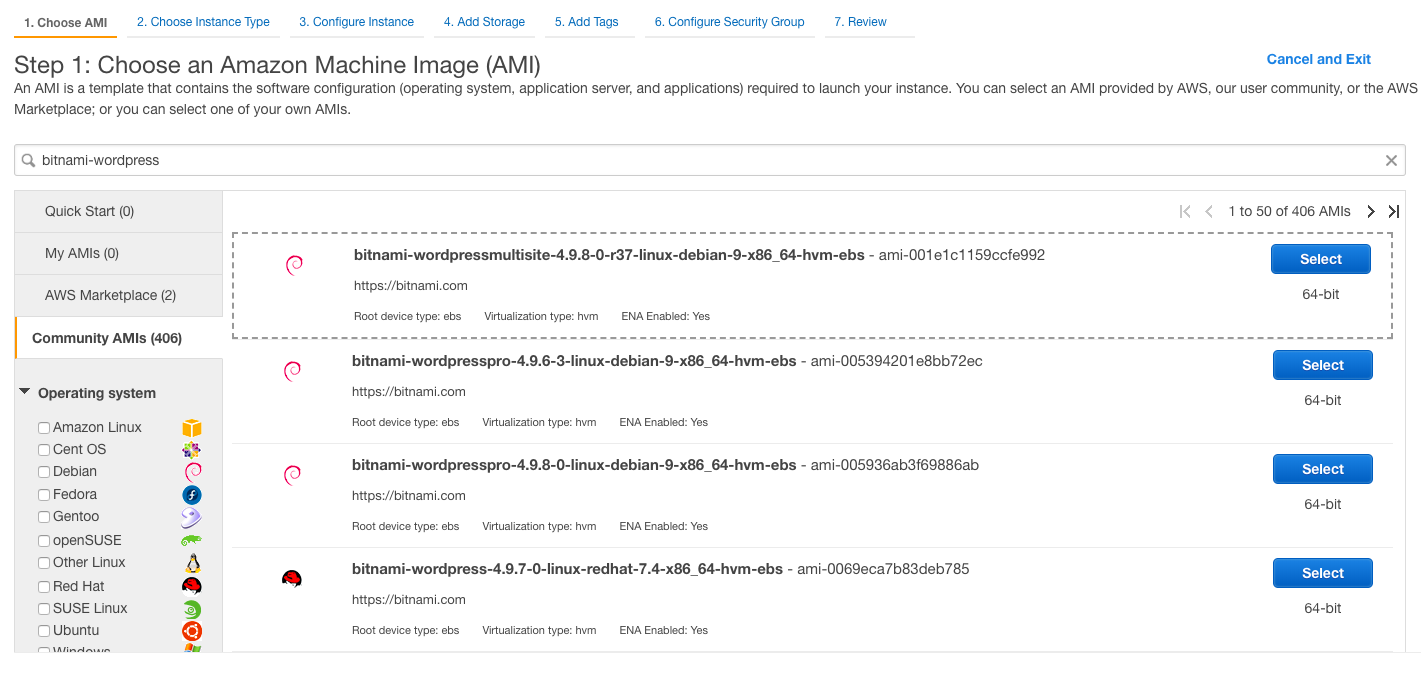 1. Choose AMI
2. Choose Instance Type
3. Configure Instance
4. Add Storage
5. Add Tags
6. Configure Security Group
7. Review
Step 1: Choose an Amazon Machine Image (AMI)
Cancel and Exit
An AMI is a template that contains the software configuration (operating system, application server, and applications) required to launch your instance. You can select an AMI provided by AWS, our user community, or the AWS
Marketplace; or you can select one of your own AMIs.
bitnami-wordpress
Quick Start (0)
My AMIs (0)
AWS Marketplace (2)
Community AMIs (406)
Operating system
Amazon Linux
Cent OS
Debian
Fedora
Gentoo
openSUSE
Other Linux
Red Hat
SUSE Linux
Ubuntu
Windows
1 to 50 of 406 AMIs
bitnami-wordpressmultisite-4.9.8-0-r37-linux-debian-9-x86_64-hvm-ebs - ami-001e1c1159ccfe992
https://bitnami.com
Root device type: ebs Virtualization type: hvm ENA Enabled: Yes
Select
64-bit
bitnami-wordpresspro-4.9.6-3-linux-debian-9-x86_64-hvm-ebs - ami-005394201e8bb72ec
https://bitnami.com
Root device type: ebs Virtualization type: hvm ENA Enabled: Yes
Select
64-bit
bitnami-wordpresspro-4.9.8-0-linux-debian-9-x86_64-hvm-ebs - ami-005936ab3f69886ab
https://bitnami.com
Root device type: ebs Virtualization type: hvm ENA Enabled: Yes
Select
64-bit
bitnami-wordpress-4.9.7-0-linux-redhat-7.4-x86_64-hvm-ebs - ami-0069eca7b83deb785
https://bitnami.com
Root device type: ebs Virtualization type: hvm ENA Enabled: Yes
Select
64-bit